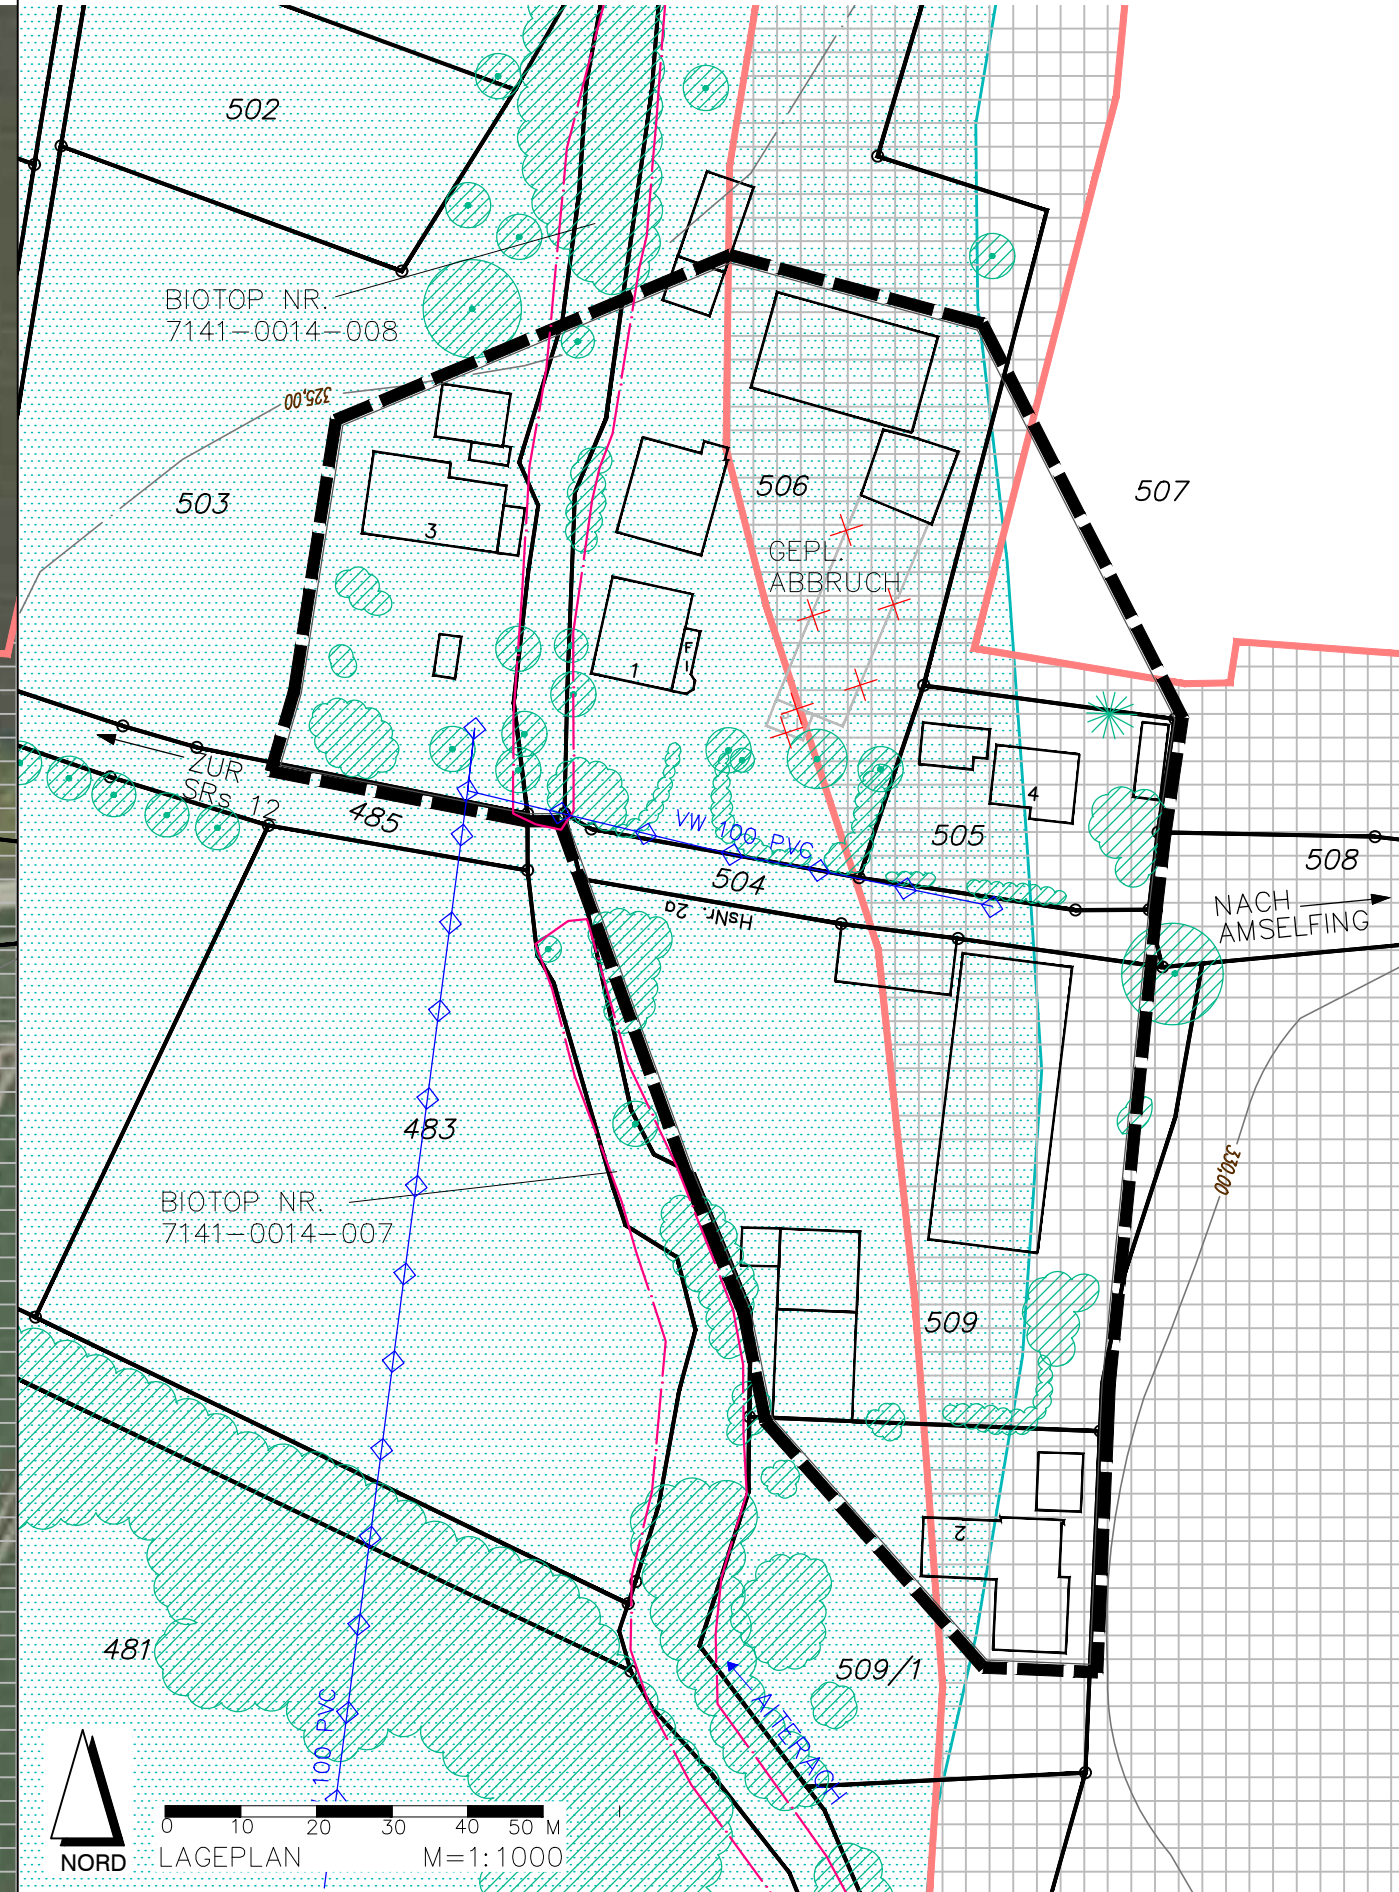 502
BIOTOP NR.
7141-0014-008
325,00
503
506
507
3
GEPL.
ABBRUCH
1
F
ZUR
SRs 12
485
VW 100 PVC
4
505
504
508
HsNr. 2a
NACH
AMSELFING
483
330,00
BIOTOP NR.
7141-0014-007
509
2
481
509/1
100 PVC
AITERACH
0 10 20 30 40 50 M
LAGEPLAN M=1:1000
NORD